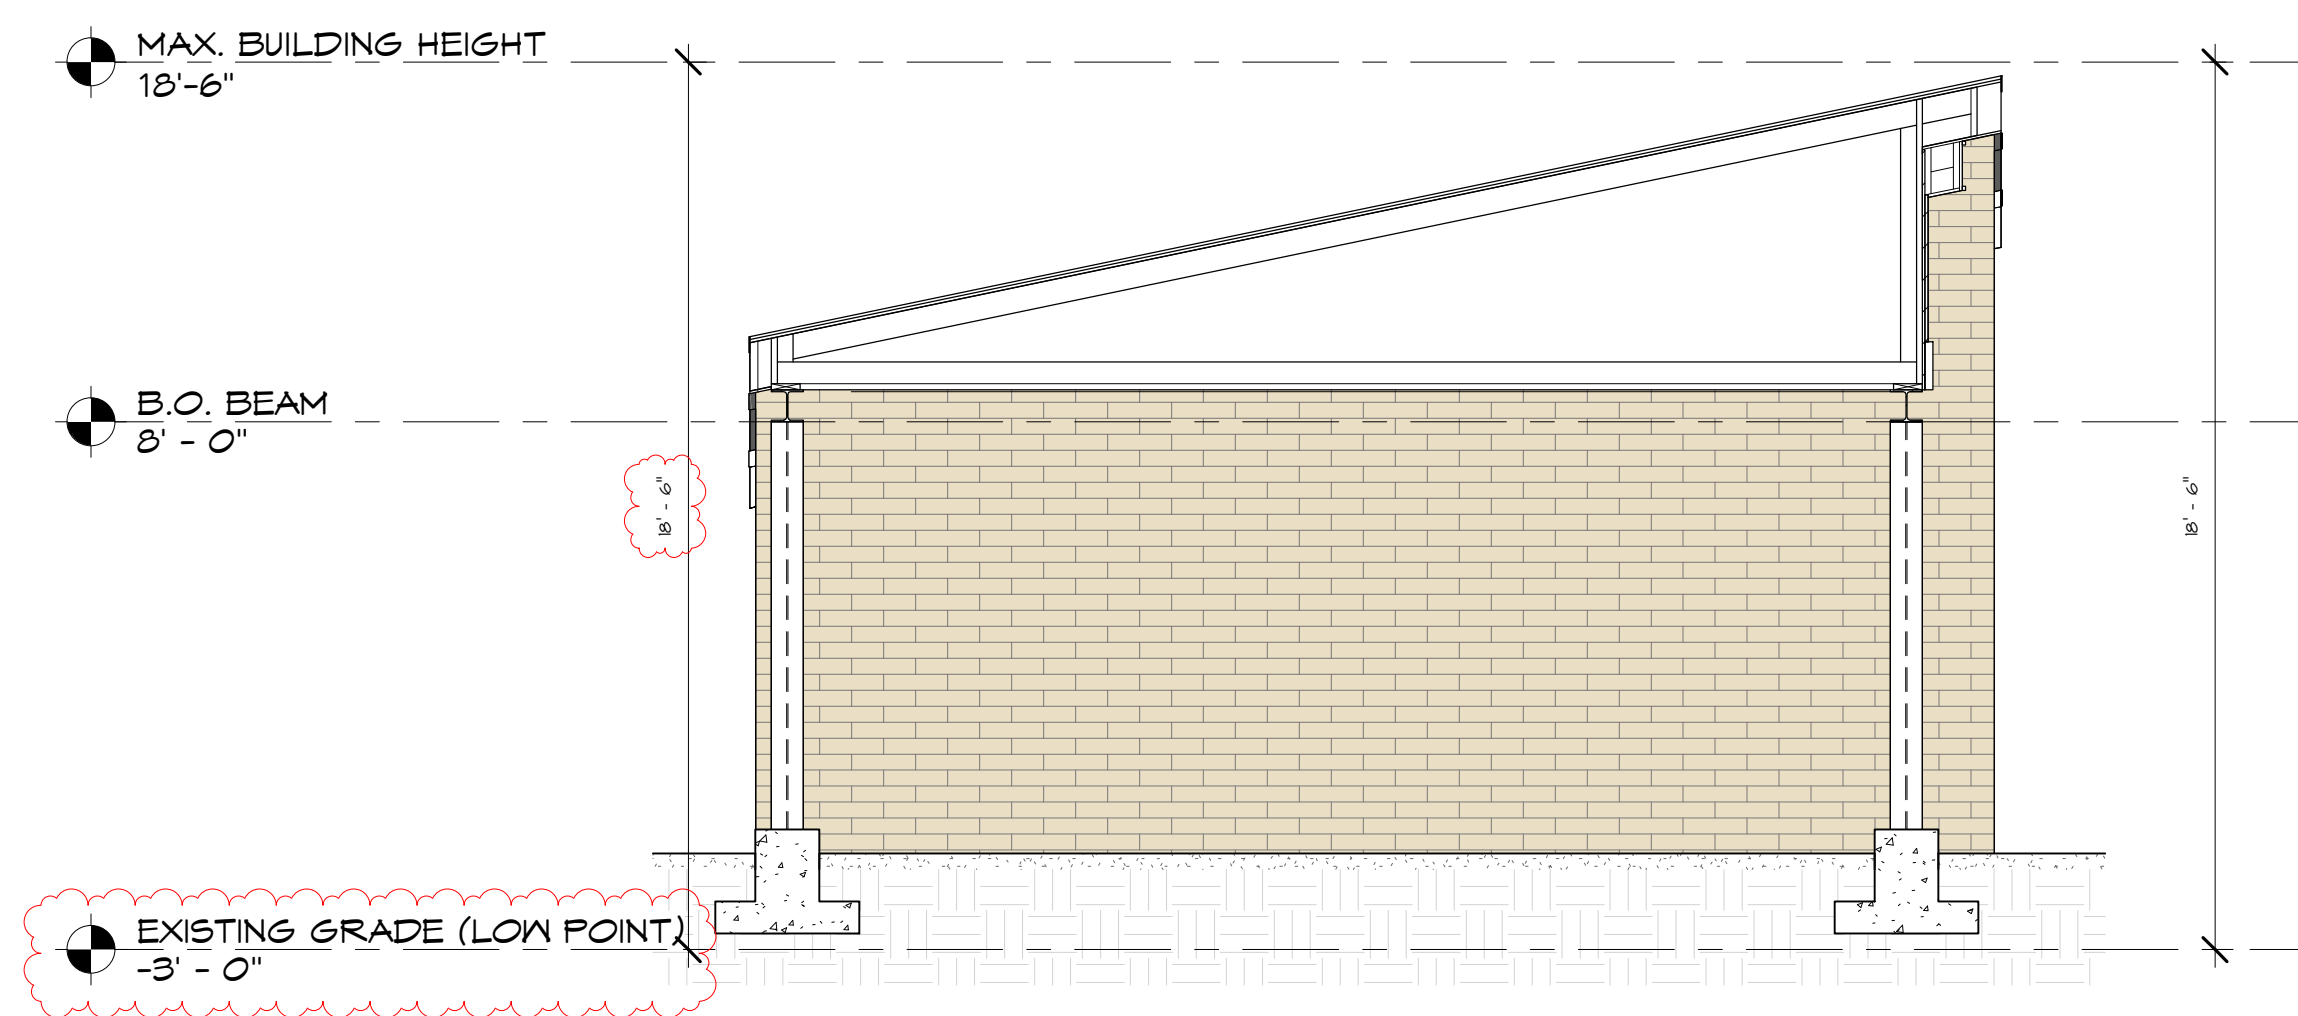 MAX. BUILDING HEIGHT
18'-6"
B.O. BEAM
8' - 0"
18' - 6"
18' - 6"
EXISTING GRADE (LOW POINT)
-3' - 0"